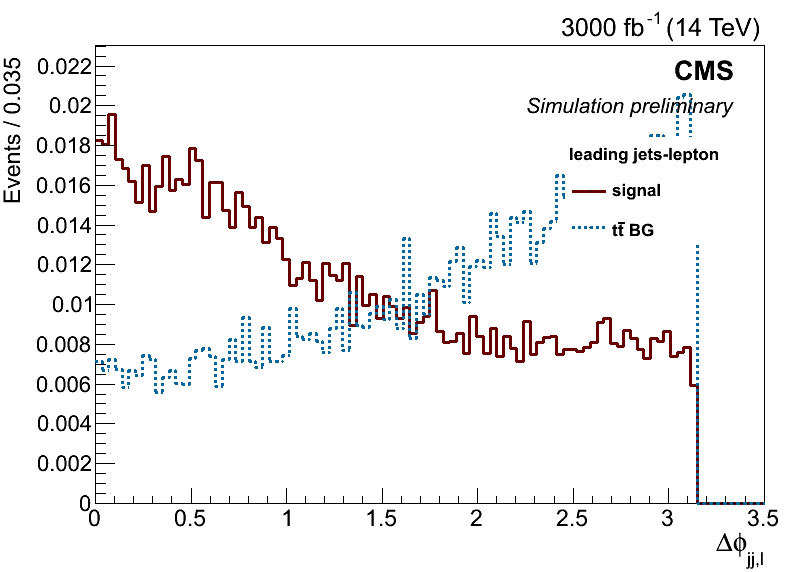 3000 fb⁻¹ (14 TeV)
Events / 0.035
CMS
Simulation preliminary
leading jets-lepton
signal
tt̄ BG
0.022
0.02
0.018
0.016
0.014
0.012
0.01
0.008
0.006
0.004
0.002
0
0 0.5 1 1.5 2 2.5 3 3.5
Δϕjj,l